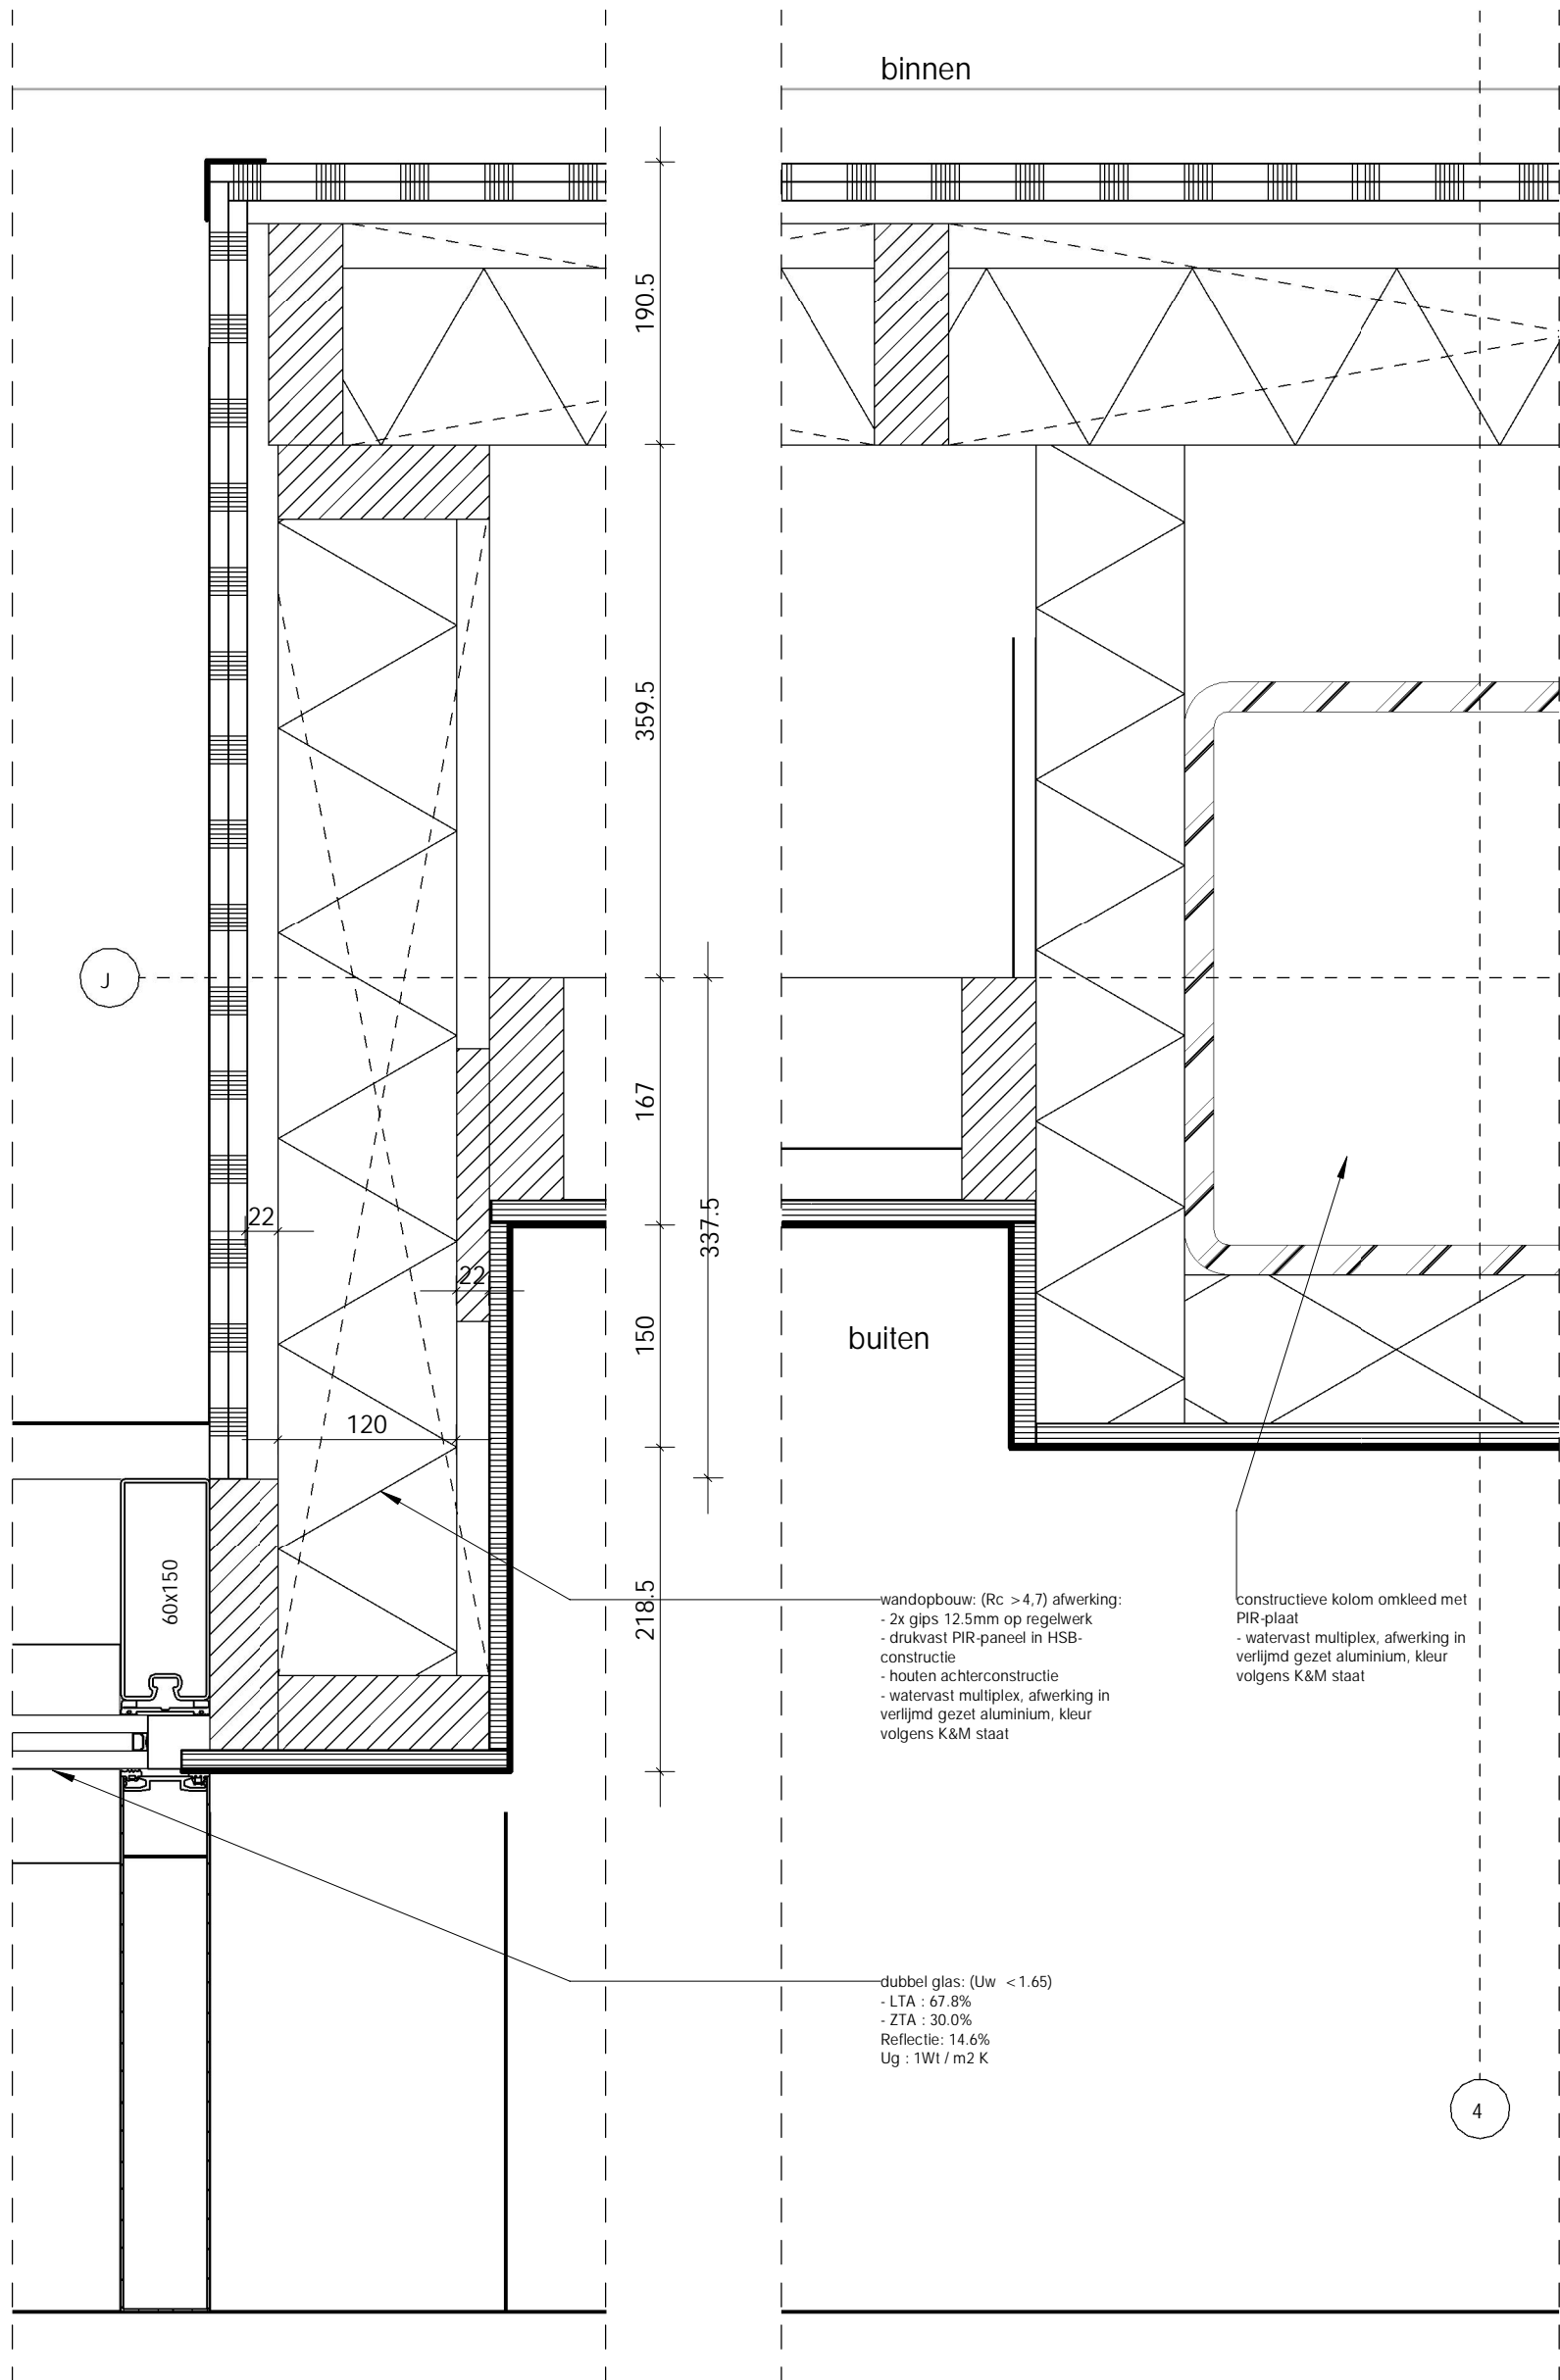 binnen
190.5
359.5
J
167
22
337.5
22
150
buiten
120
60x150
218.5
wandopbouw: (Rc >4,7) afwerking:
- 2x gips 12.5mm op regelwerk
- drukvast PIR-paneel in HSB-
constructie
- houten achterconstructie
- watervast multiplex, afwerking in
verlijmd gezet aluminium, kleur
volgens K&M staat
constructieve kolom omkleed met
PIR-plaat
- watervast multiplex, afwerking in
verlijmd gezet aluminium, kleur
volgens K&M staat
dubbel glas: (Uw <1.65)
- LTA : 67.8%
- ZTA : 30.0%
Reflectie: 14.6%
Ug : 1Wt / m2 K
4